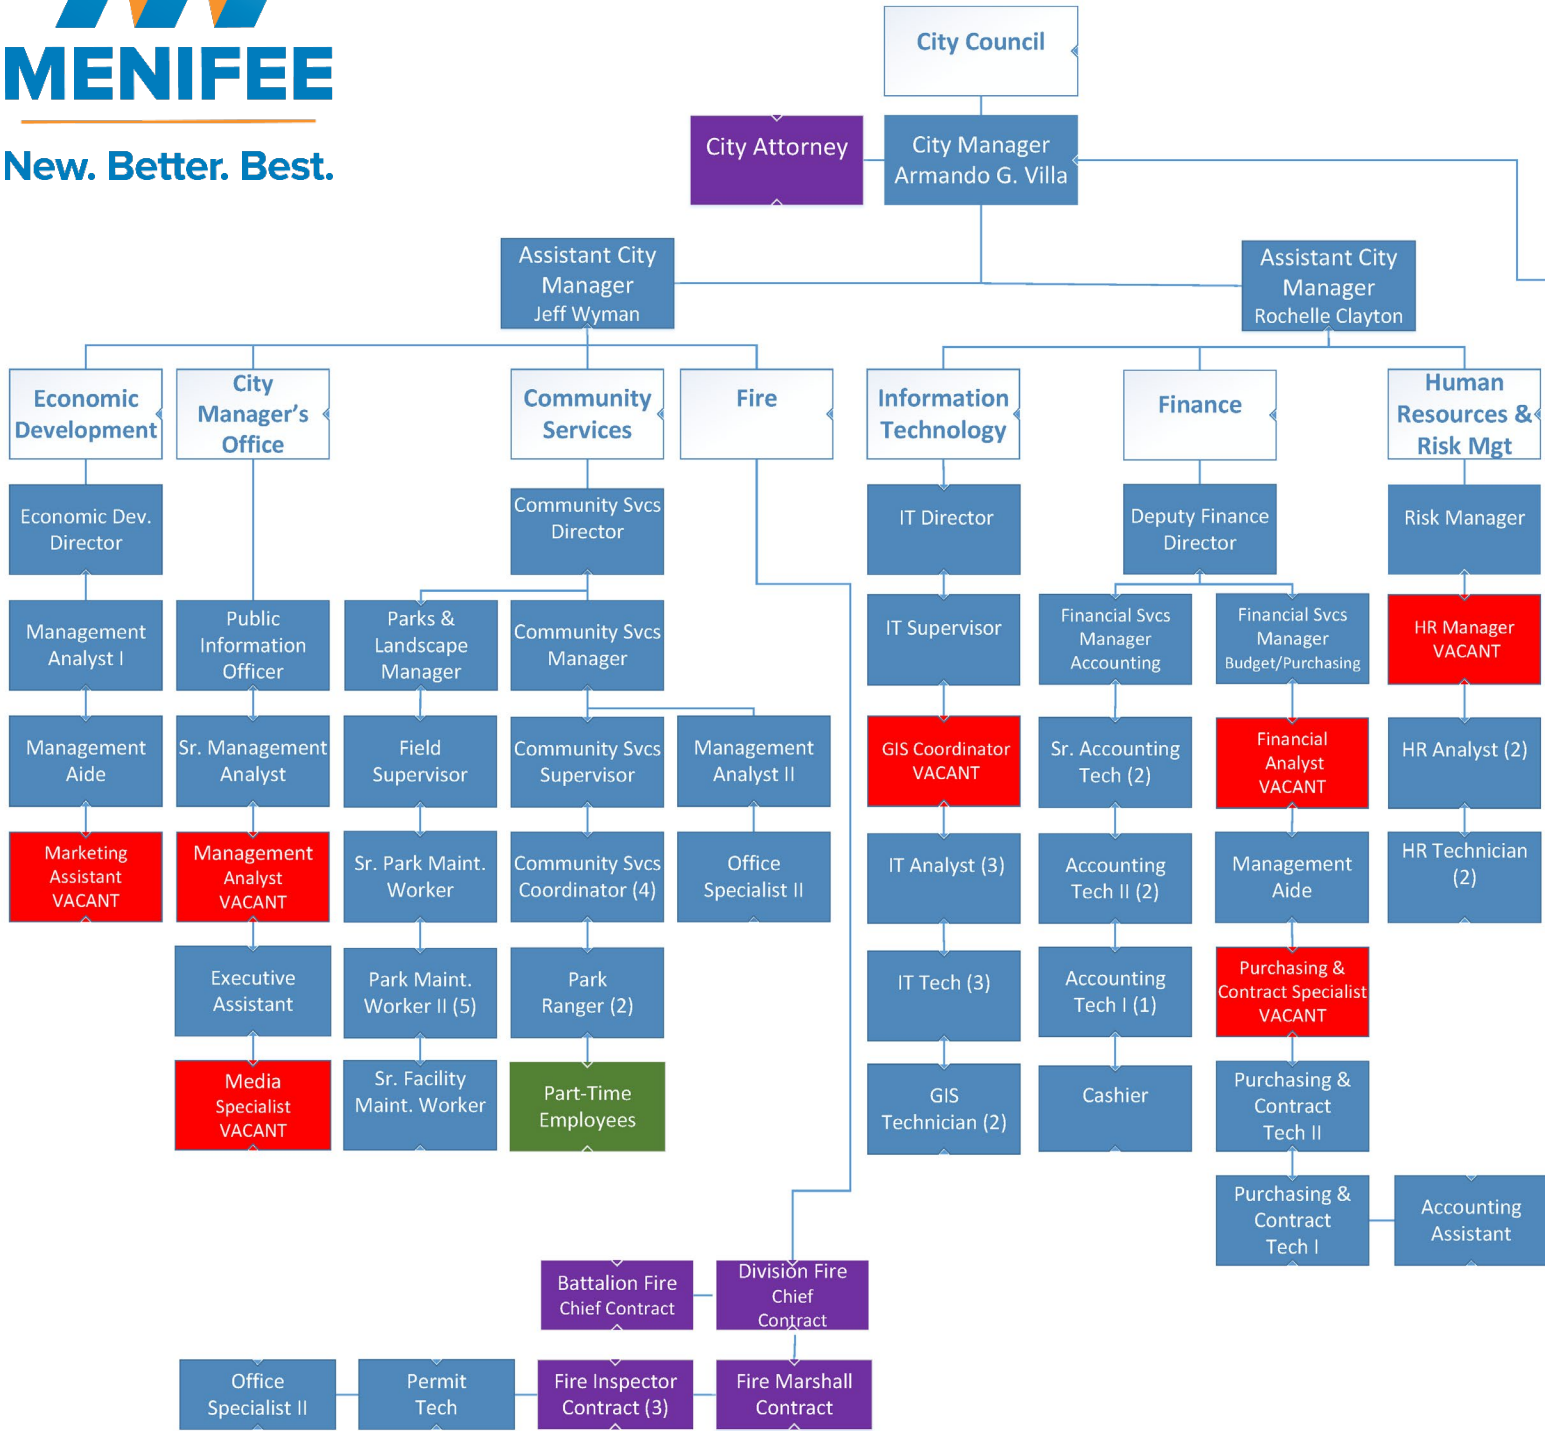 MENIFEE
New. Better. Best.
City Council
City Attorney
City Manager
Armando G. Villa
Assistant City
Manager
Jeff Wyman
Assistant City
Manager
Rochelle Clayton
Economic
Development
City
Manager's
Office
Community
Services
Fire
Information
Technology
Finance
Human
Resources &
Risk Mgt
Economic Dev.
Director
Community Svcs
Director
IT Director
Deputy Finance
Director
Risk Manager
Management
Analyst I
Public
Information
Officer
Parks &
Landscape
Manager
Community Svcs
Manager
IT Supervisor
Financial Svcs
Manager
Accounting
Financial Svcs
Manager
Budget/Purchasing
HR Manager
VACANT
Management
Aide
Sr. Management
Analyst
Field
Supervisor
Community Svcs
Supervisor
Management
Analyst II
GIS Coordinator
VACANT
Sr. Accounting
Tech (2)
Financial
Analyst
VACANT
HR Analyst (2)
Marketing
Assistant
VACANT
Management
Analyst
VACANT
Sr. Park Maint.
Worker
Community Svcs
Coordinator (4)
Office
Specialist II
IT Analyst (3)
Accounting
Tech II (2)
Management
Aide
HR Technician
(2)
Executive
Assistant
Park Maint.
Worker II (5)
Park
Ranger (2)
IT Tech (3)
Accounting
Tech I (1)
Purchasing &
Contract Specialist
VACANT
Media
Specialist
VACANT
Sr. Facility
Maint. Worker
Part-Time
Employees
GIS
Technician (2)
Cashier
Purchasing &
Contract
Tech II
Purchasing &
Contract
Tech I
Accounting
Assistant
Battalion Fire
Chief Contract
Division Fire
Chief
Contract
Office
Specialist II
Permit
Tech
Fire Inspector
Contract (3)
Fire Marshall
Contract